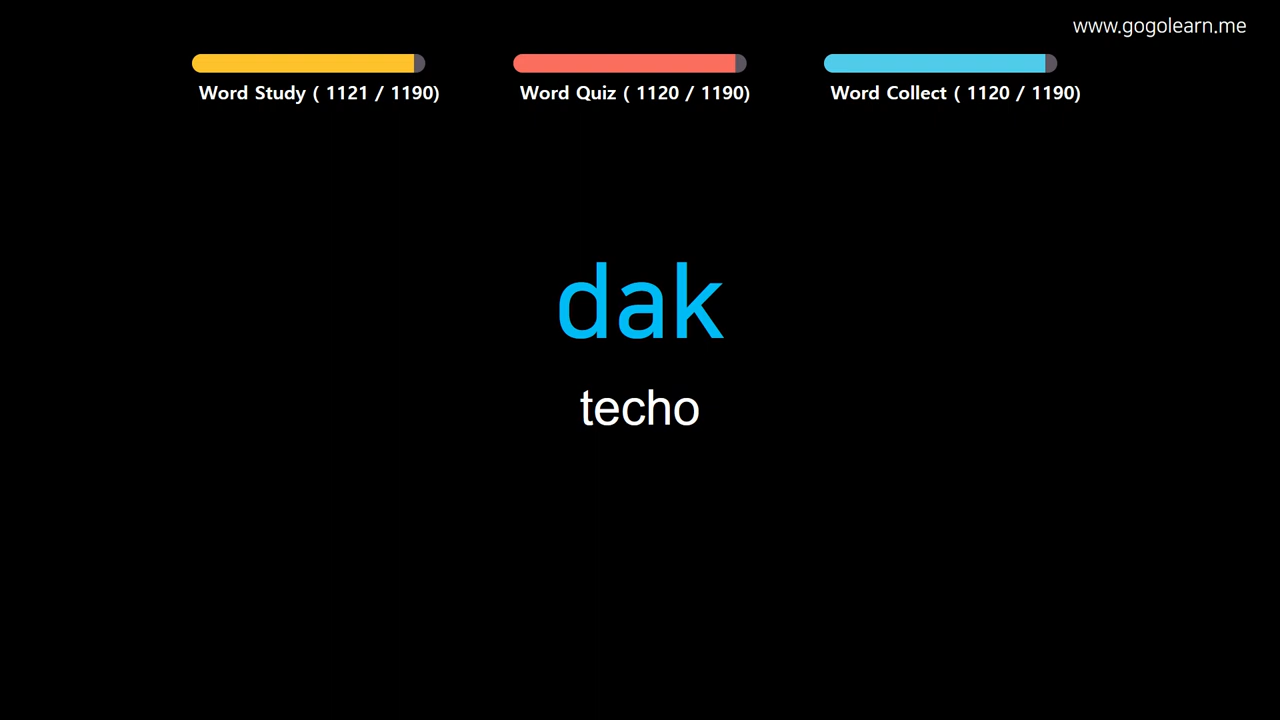 www.gogolearn.me
Word Study ( 1121 / 1190)
Word Quiz ( 1120 / 1190)
Word Collect ( 1120 / 1190)
dak
techo